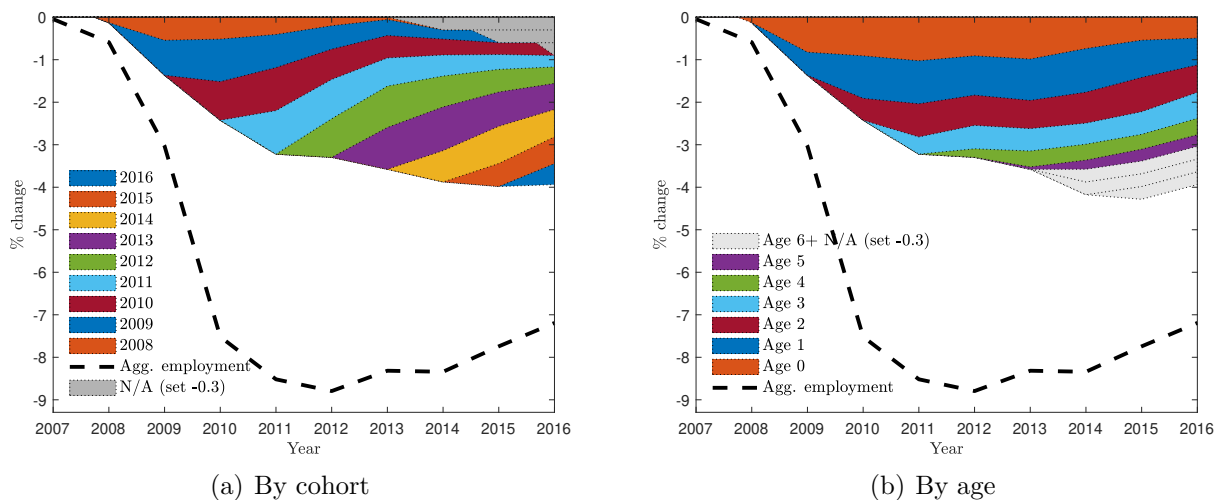 0
-1
-2
-3
-4
-5
-6
-7
-8
-9
% change
2016
2015
2014
2013
2012
2011
2010
2009
2008
Agg. employment
N/A (set -0.3)
2007 2008 2009 2010 2011 2012 2013 2014 2015 2016
Year
(a) By cohort
0
-1
-2
-3
-4
-5
-6
-7
-8
-9
% change
Age 6+ N/A (set -0.3)
Age 5
Age 4
Age 3
Age 2
Age 1
Age 0
Agg. employment
2007 2008 2009 2010 2011 2012 2013 2014 2015 2016
Year
(b) By age